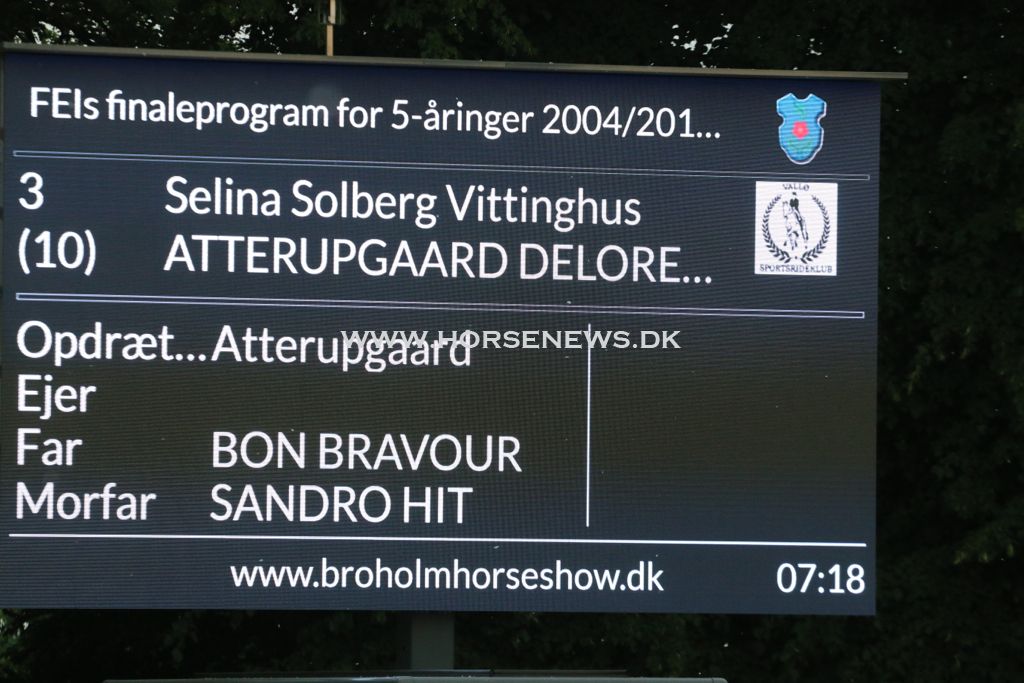 FEIs finaleprogram for 5-åringer 2004/201...
3 Selina Solberg Vittinghus
(10) ATTERUPGAARD DELORE...
VALLØ
SPORTSRIDEKLUB
Opdræt... Atterupgaard
WWW.HORSENEWS.DK
Ejer
Far BON BRAVOUR
Morfar SANDRO HIT
www.broholmhorseshow.dk 07:18